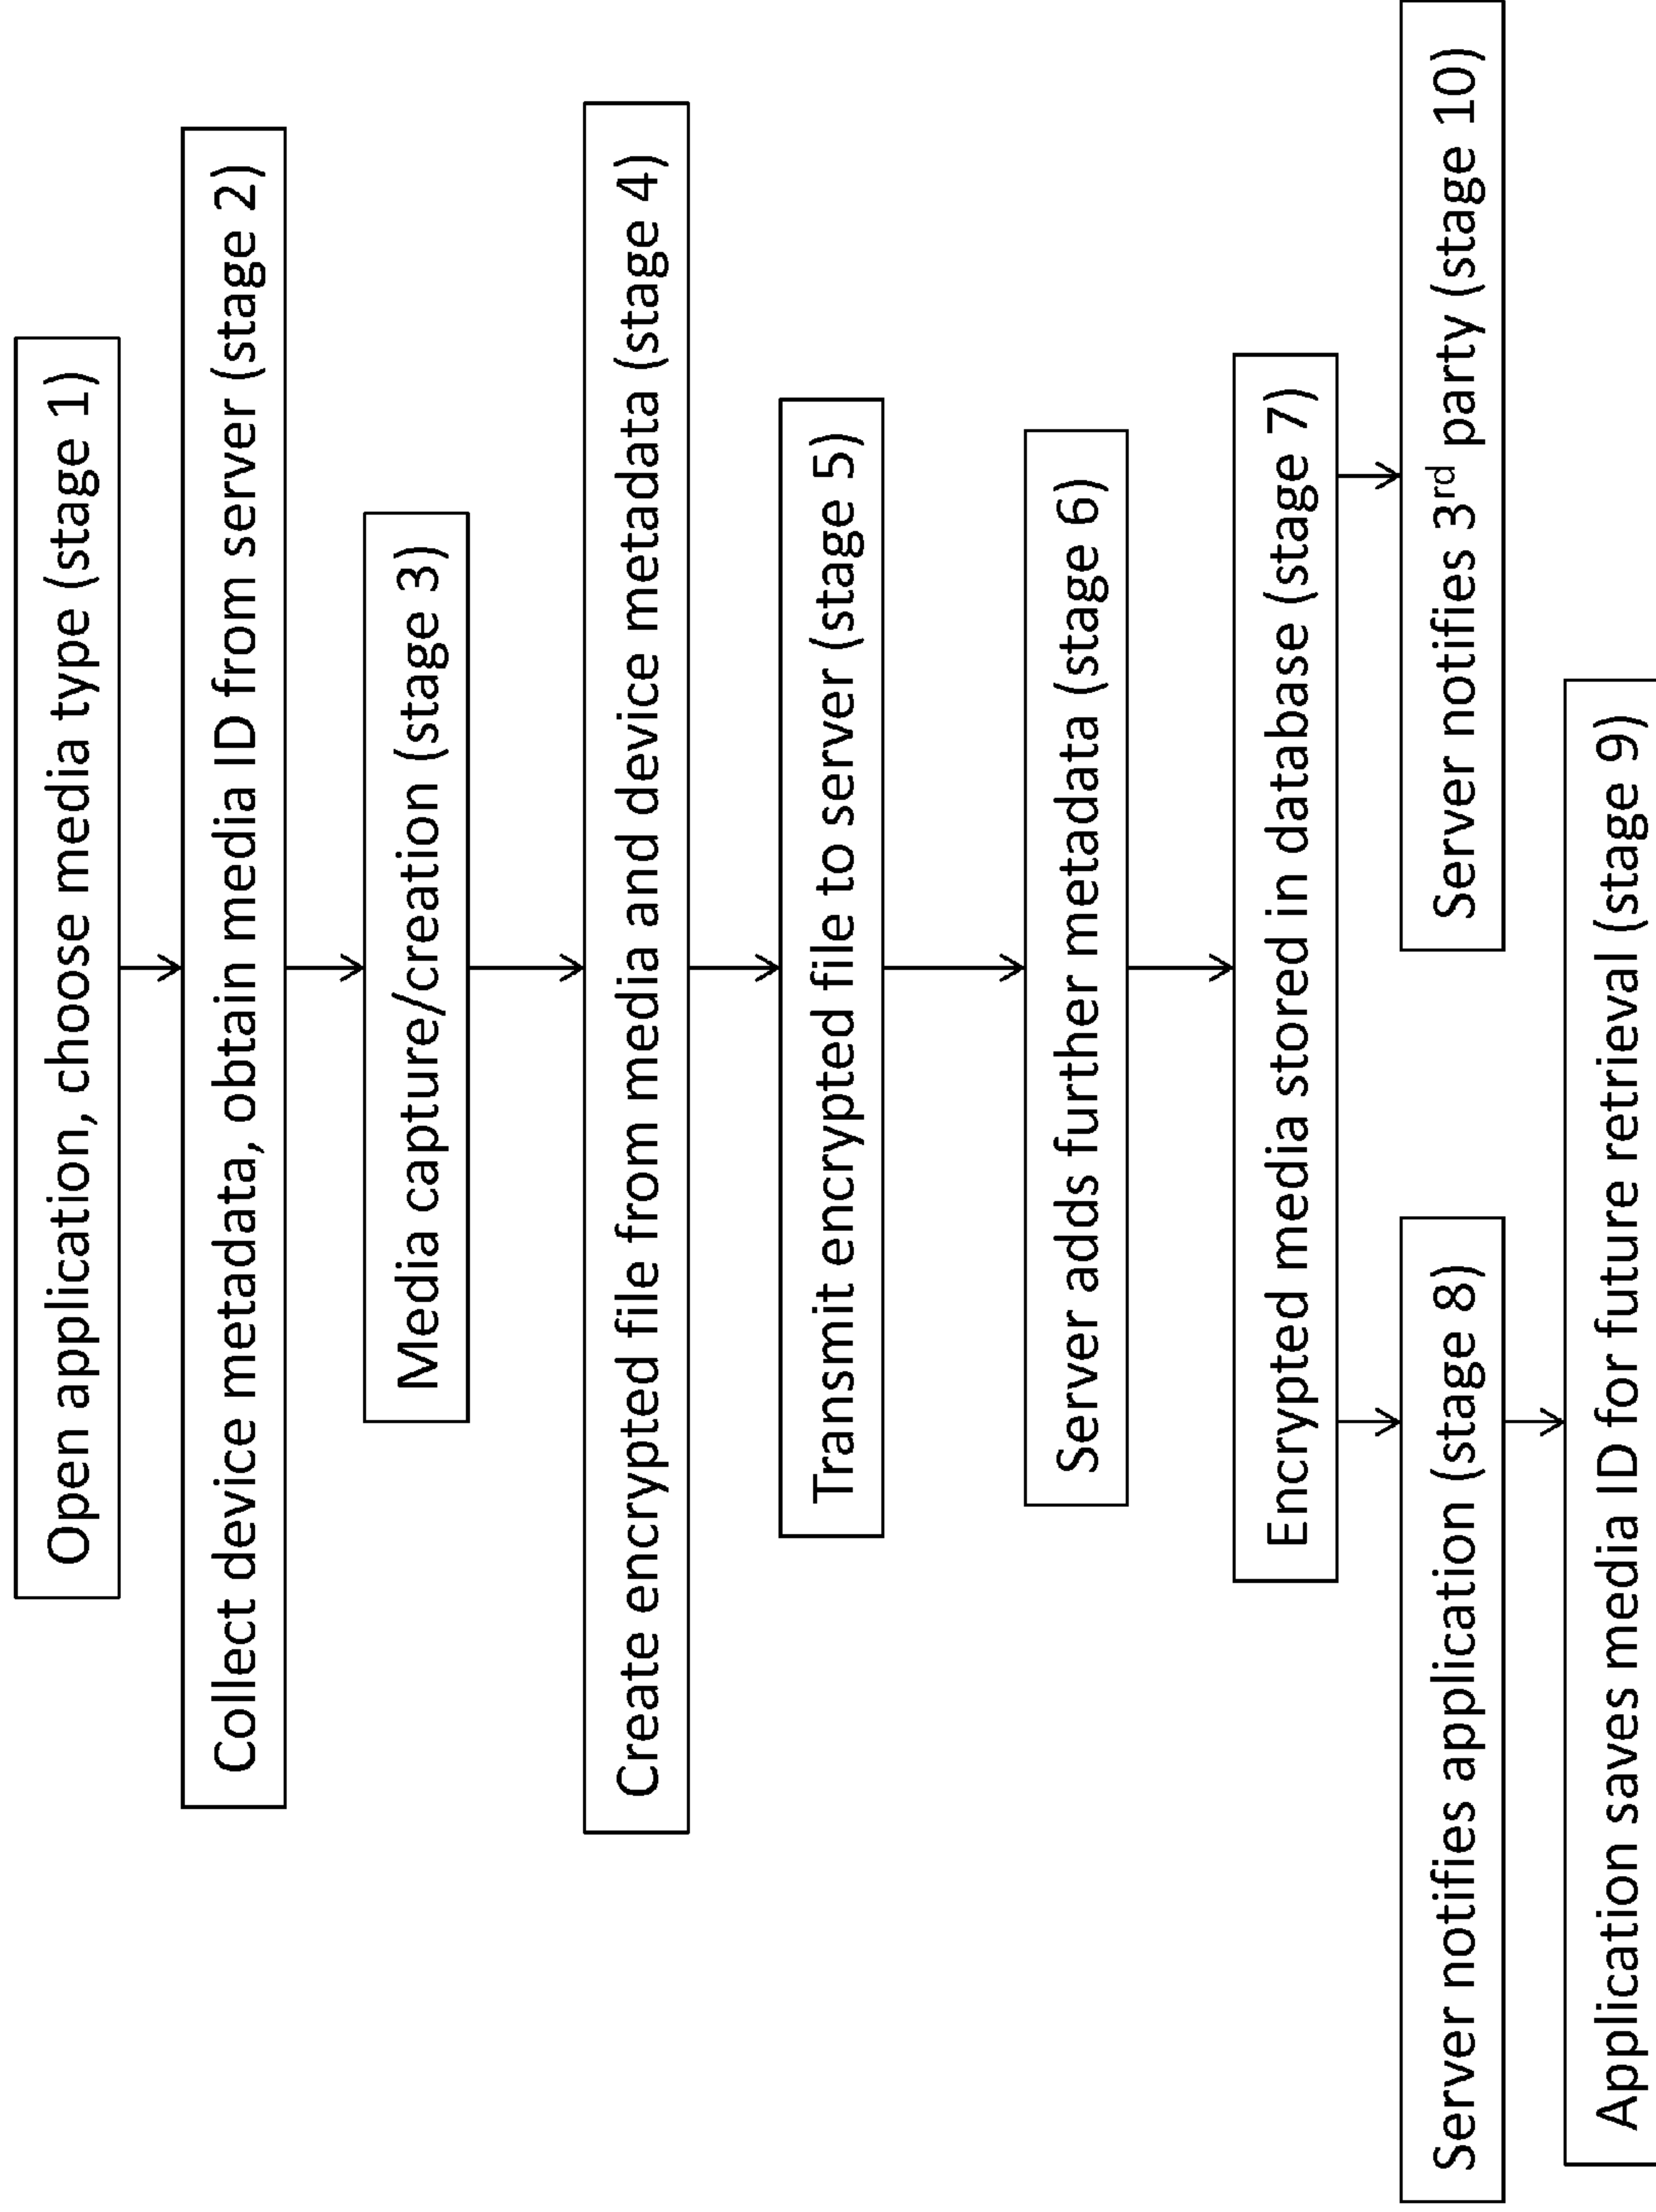 Open application, choose media type (stage 1)
Collect device metadata, obtain media ID from server (stage 2)
Media capture/creation (stage 3)
Create encrypted file from media and device metadata (stage 4)
Transmit encrypted file to server (stage 5)
Server adds further metadata (stage 6)
Encrypted media stored in database (stage 7)
Server notifies application (stage 8)
Server notifies 3rd party (stage 10)
Application saves media ID for future retrieval (stage 9)